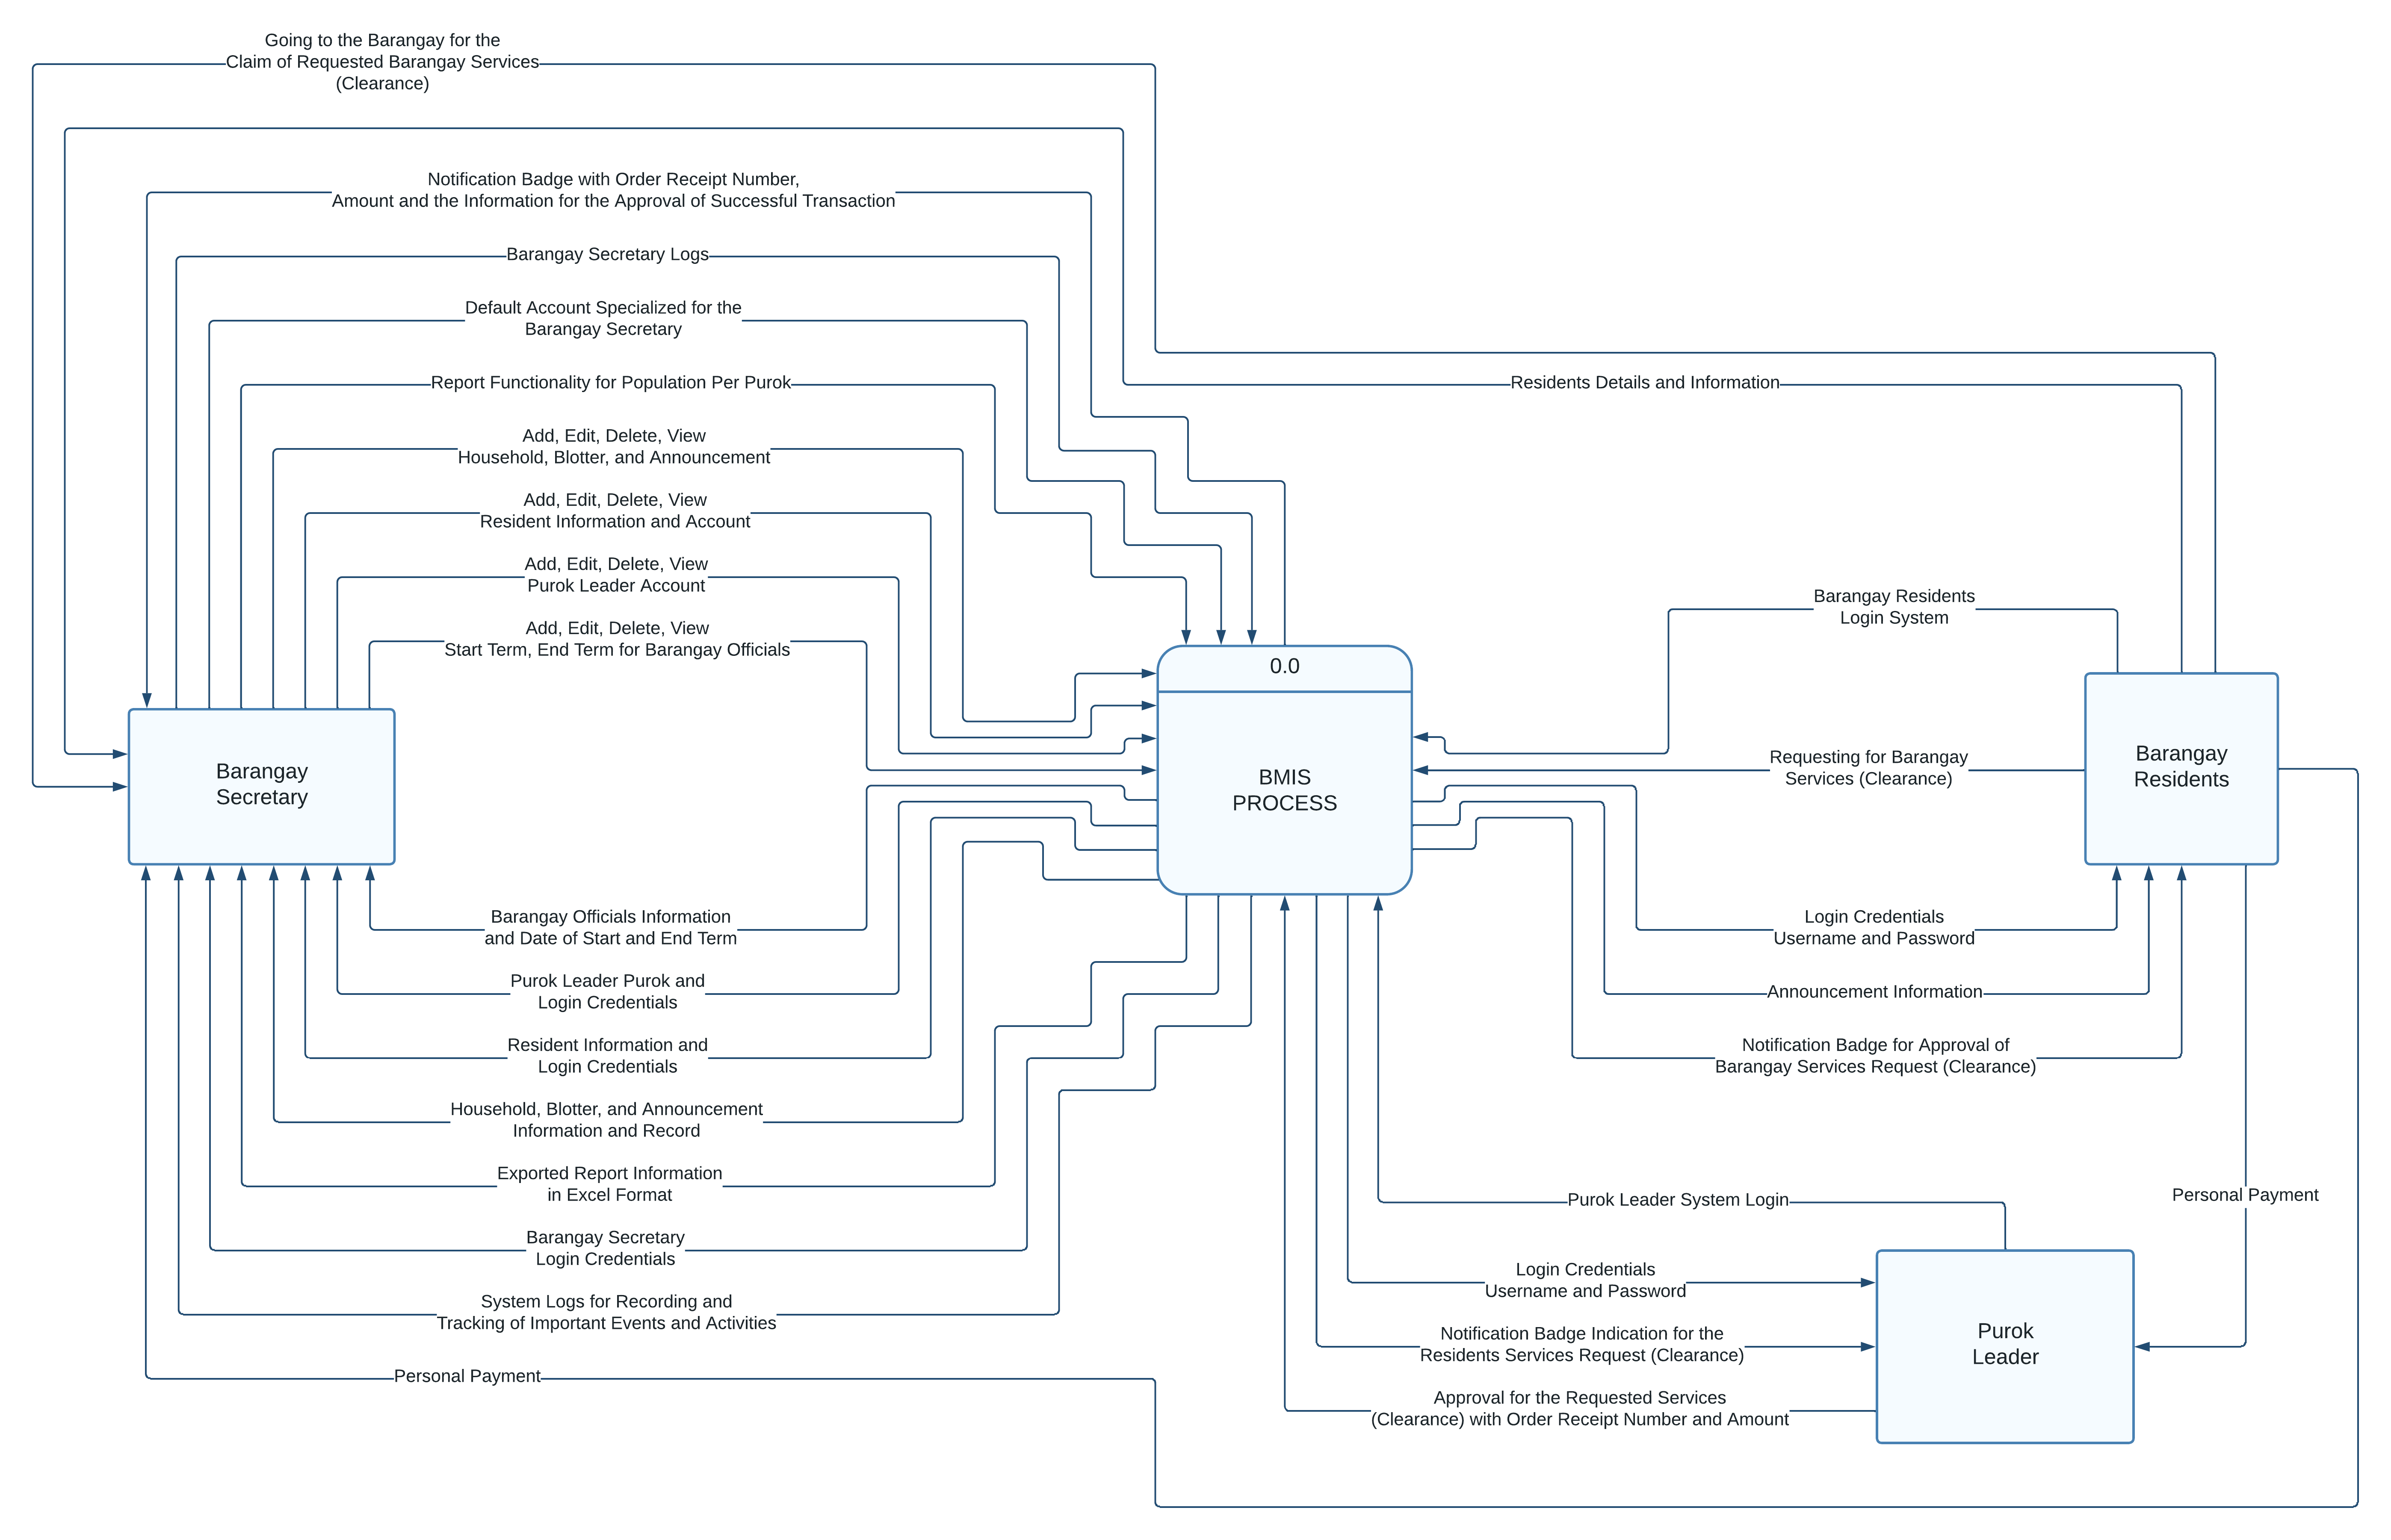 Going to the Barangay for the
Claim of Requested Barangay Services
(Clearance)
Notification Badge with Order Receipt Number,
Amount and the Information for the Approval of Successful Transaction
Barangay Secretary Logs
Default Account Specialized for the
Barangay Secretary
Report Functionality for Population Per Purok
Residents Details and Information
Add, Edit, Delete, View
Household, Blotter, and Announcement
Add, Edit, Delete, View
Resident Information and Account
Add, Edit, Delete, View
Purok Leader Account
Add, Edit, Delete, View
Start Term, End Term for Barangay Officials
Barangay Residents
Login System
0.0
BMIS
PROCESS
Barangay
Secretary
Requesting for Barangay
Services (Clearance)
Barangay
Residents
Barangay Officials Information
and Date of Start and End Term
Login Credentials
Username and Password
Purok Leader Purok and
Login Credentials
Announcement Information
Resident Information and
Login Credentials
Notification Badge for Approval of
Barangay Services Request (Clearance)
Household, Blotter, and Announcement
Information and Record
Exported Report Information
in Excel Format
Purok Leader System Login
Personal Payment
Barangay Secretary
Login Credentials
Login Credentials
Username and Password
System Logs for Recording and
Tracking of Important Events and Activities
Notification Badge Indication for the
Residents Services Request (Clearance)
Purok
Leader
Personal Payment
Approval for the Requested Services
(Clearance) with Order Receipt Number and Amount